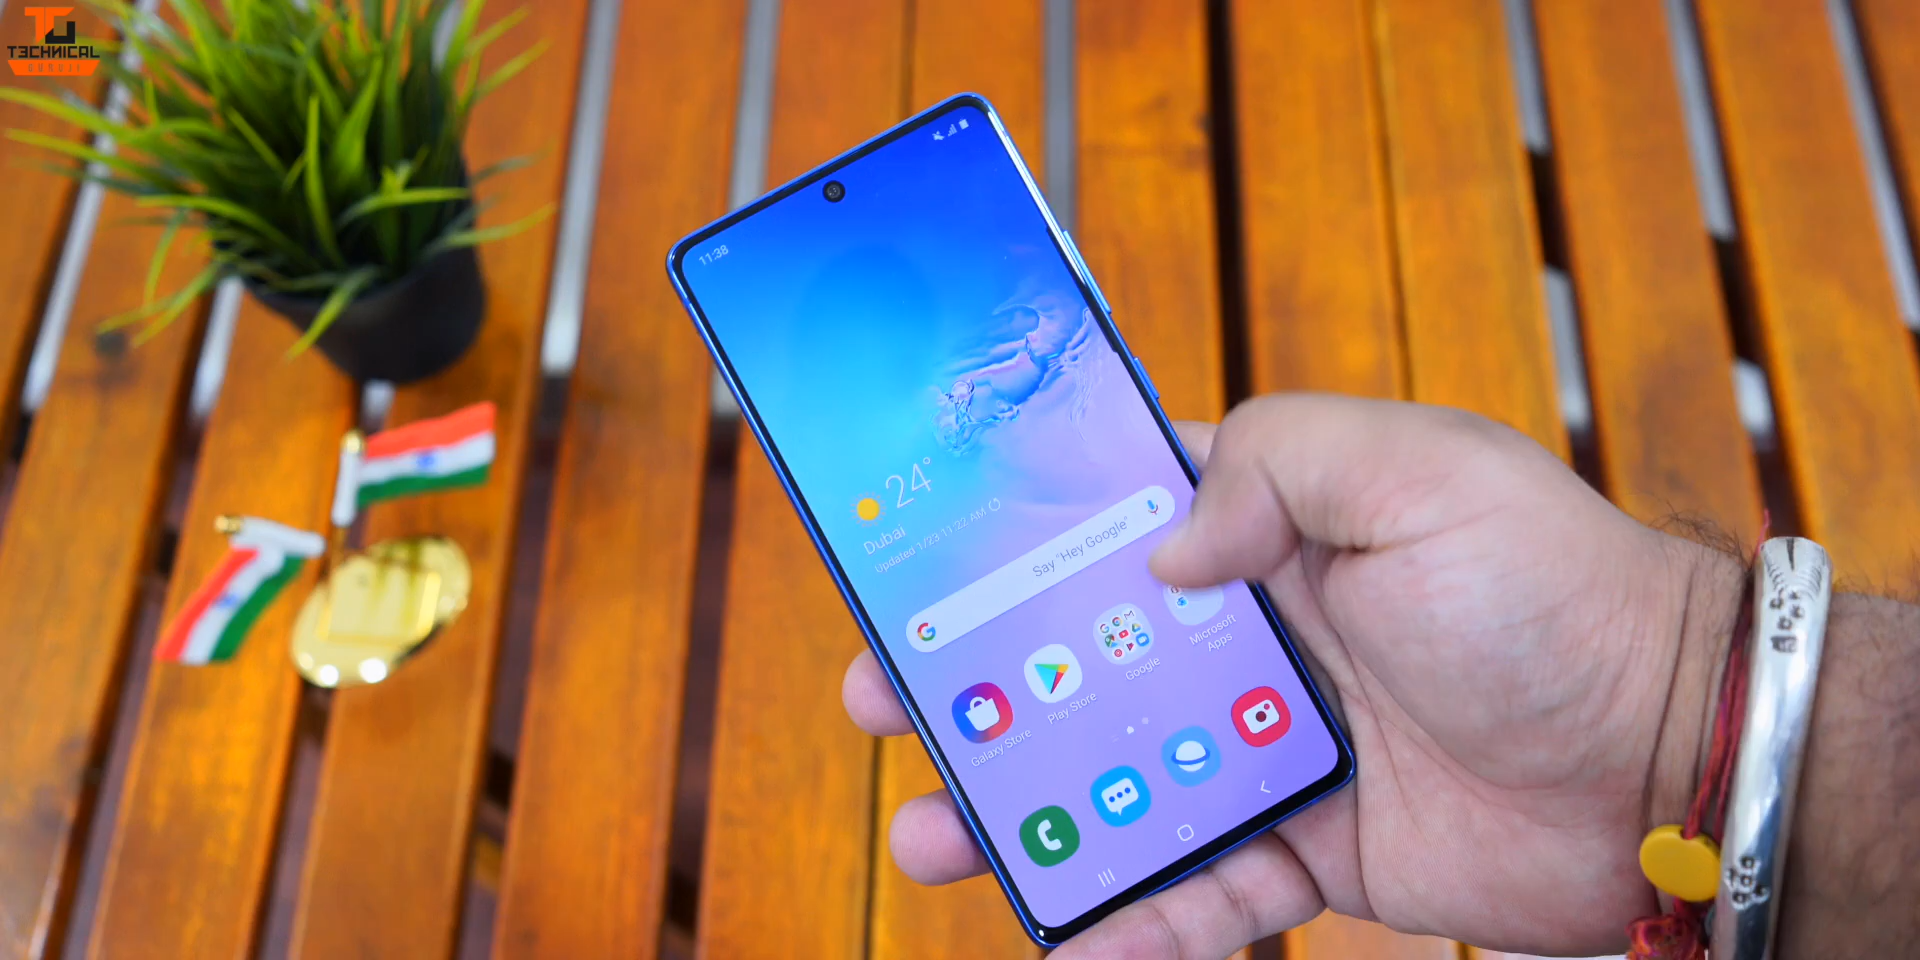 TECHNICAL
GURUJI
11:38
24°
Dubai
Updated 1/23 11:22 AM
Say "Hey Google"
Galaxy Store
Play Store
Google
Microsoft
Apps